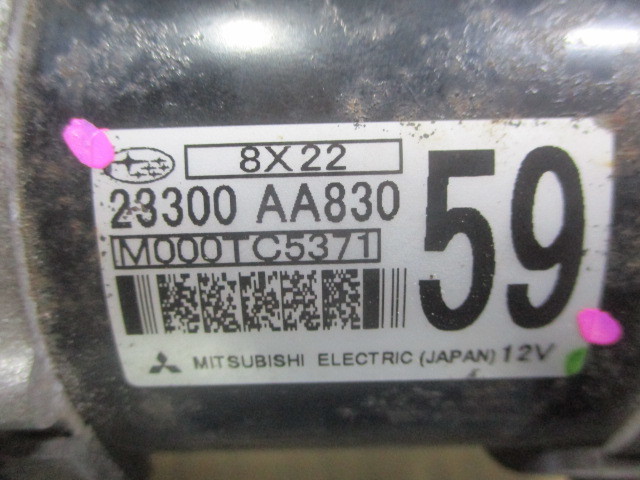 8X22
23300 AA830
M000TC5371
59
MITSUBISHI ELECTRIC (JAPAN) 12V